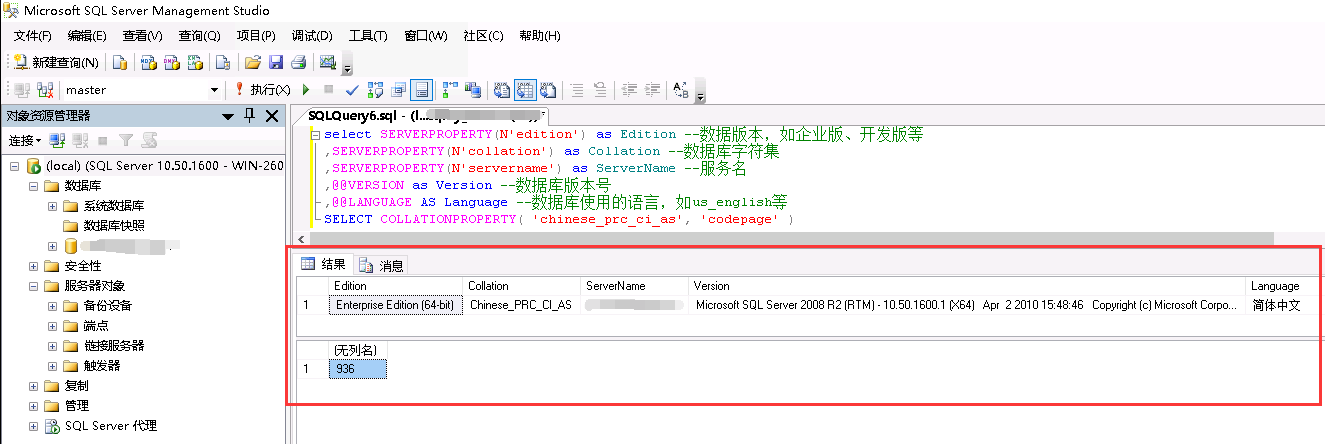 Microsoft SQL Server Management Studio
文件(F) 编辑(E) 查看(V) 查询(Q) 项目(P) 调试(D) 工具(T) 窗口(W) 社区(C) 帮助(H)
新建查询(N)
master 执行(X)
对象资源管理器
连接
(local) (SQL Server 10.50.1600 - WIN-260
数据库
系统数据库
数据库快照
安全性
服务器对象
备份设备
端点
链接服务器
触发器
复制
管理
SQL Server 代理
SQLQuery6.sql - (l...
select SERVERPROPERTY(N'edition') as Edition --数据版本，如企业版、开发版等
,SERVERPROPERTY(N'collation') as Collation --数据库字符集
,SERVERPROPERTY(N'servername') as ServerName --服务名
,@@VERSION as Version --数据库版本号
,@@LANGUAGE AS Language --数据库使用的语言，如us_english等
SELECT COLLATIONPROPERTY( 'chinese_prc_ci_as', 'codepage' )
结果 消息
Edition Collation ServerName Version Language
1 Enterprise Edition (64-bit) Chinese_PRC_CI_AS Microsoft SQL Server 2008 R2 (RTM) - 10.50.1600.1 (X64) Apr 2 2010 15:48:46 Copyright (c) Microsoft Corpo... 简体中文
(无列名)
1 936